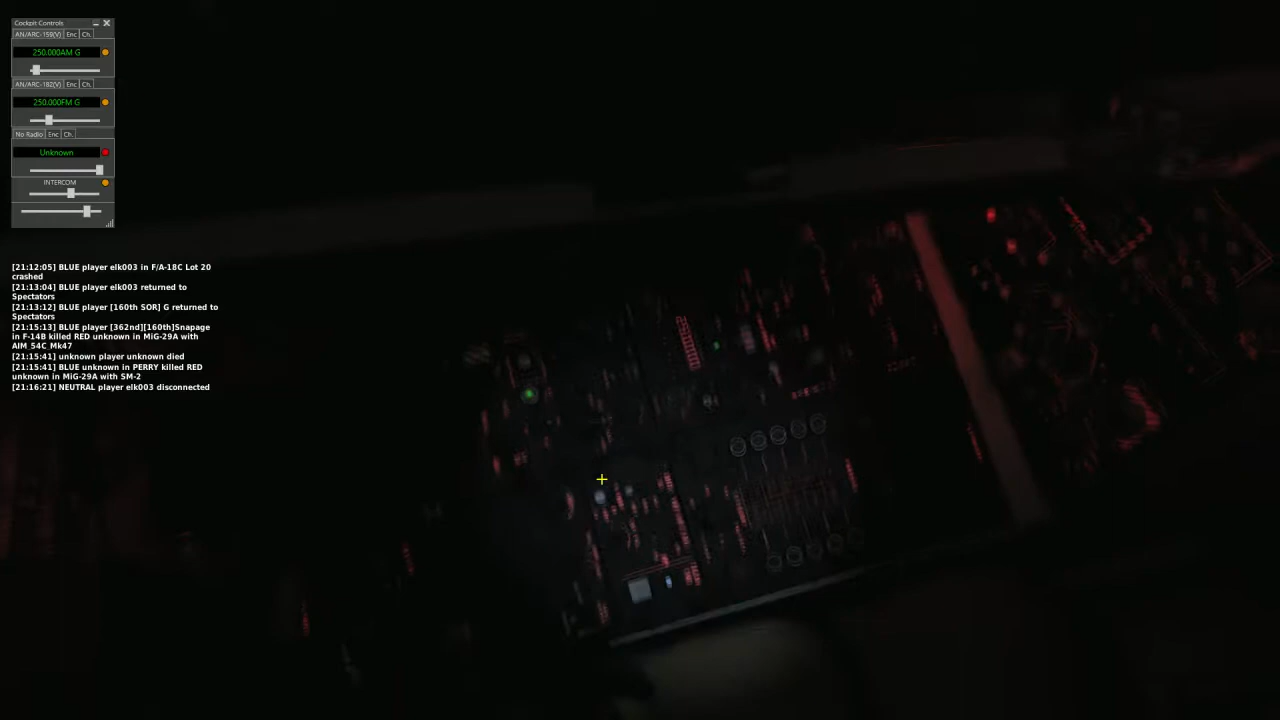 Cockpit Controls
AN/ARC-159(V) Enc Ch.
250.000AM G
AN/ARC-182(V) Enc Ch.
250.000FM G
No Radio Enc Ch.
Unknown
INTERCOM
[21:12:05] BLUE player elk003 in F/A-18C Lot 20
crashed
[21:13:04] BLUE player elk003 returned to
Spectators
[21:13:12] BLUE player [160th SOR] G returned to
Spectators
[21:15:13] BLUE player [362nd][160th]Snapage
in F-14B killed RED unknown in MiG-29A with
AIM_54C_Mk47
[21:15:41] unknown player unknown died
[21:15:41] BLUE unknown in PERRY killed RED
unknown in MiG-29A with SM-2
[21:16:21] NEUTRAL player elk003 disconnected